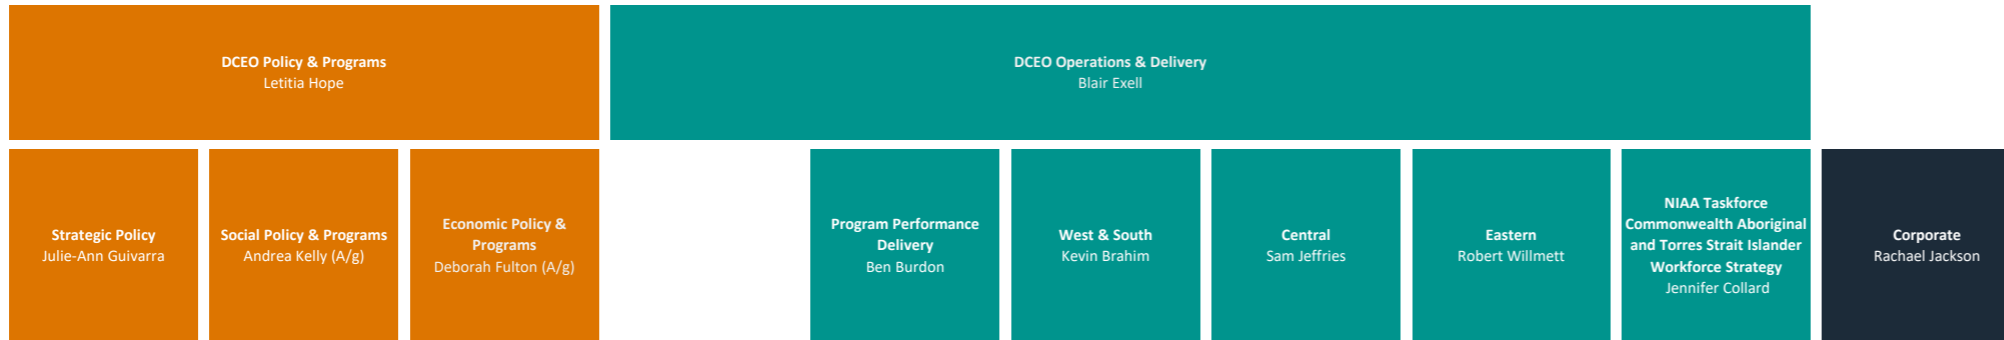 DCEO Policy & Programs
Letitia Hope
DCEO Operations & Delivery
Blair Exell
Strategic Policy
Julie-Ann Guivarra
Social Policy & Programs
Andrea Kelly (A/g)
Economic Policy &
Programs
Deborah Fulton (A/g)
Program Performance
Delivery
Ben Burdon
West & South
Kevin Brahim
Central
Sam Jeffries
Eastern
Robert Willmett
NIAA Taskforce
Commonwealth Aboriginal
and Torres Strait Islander
Workforce Strategy
Jennifer Collard
Corporate
Rachael Jackson